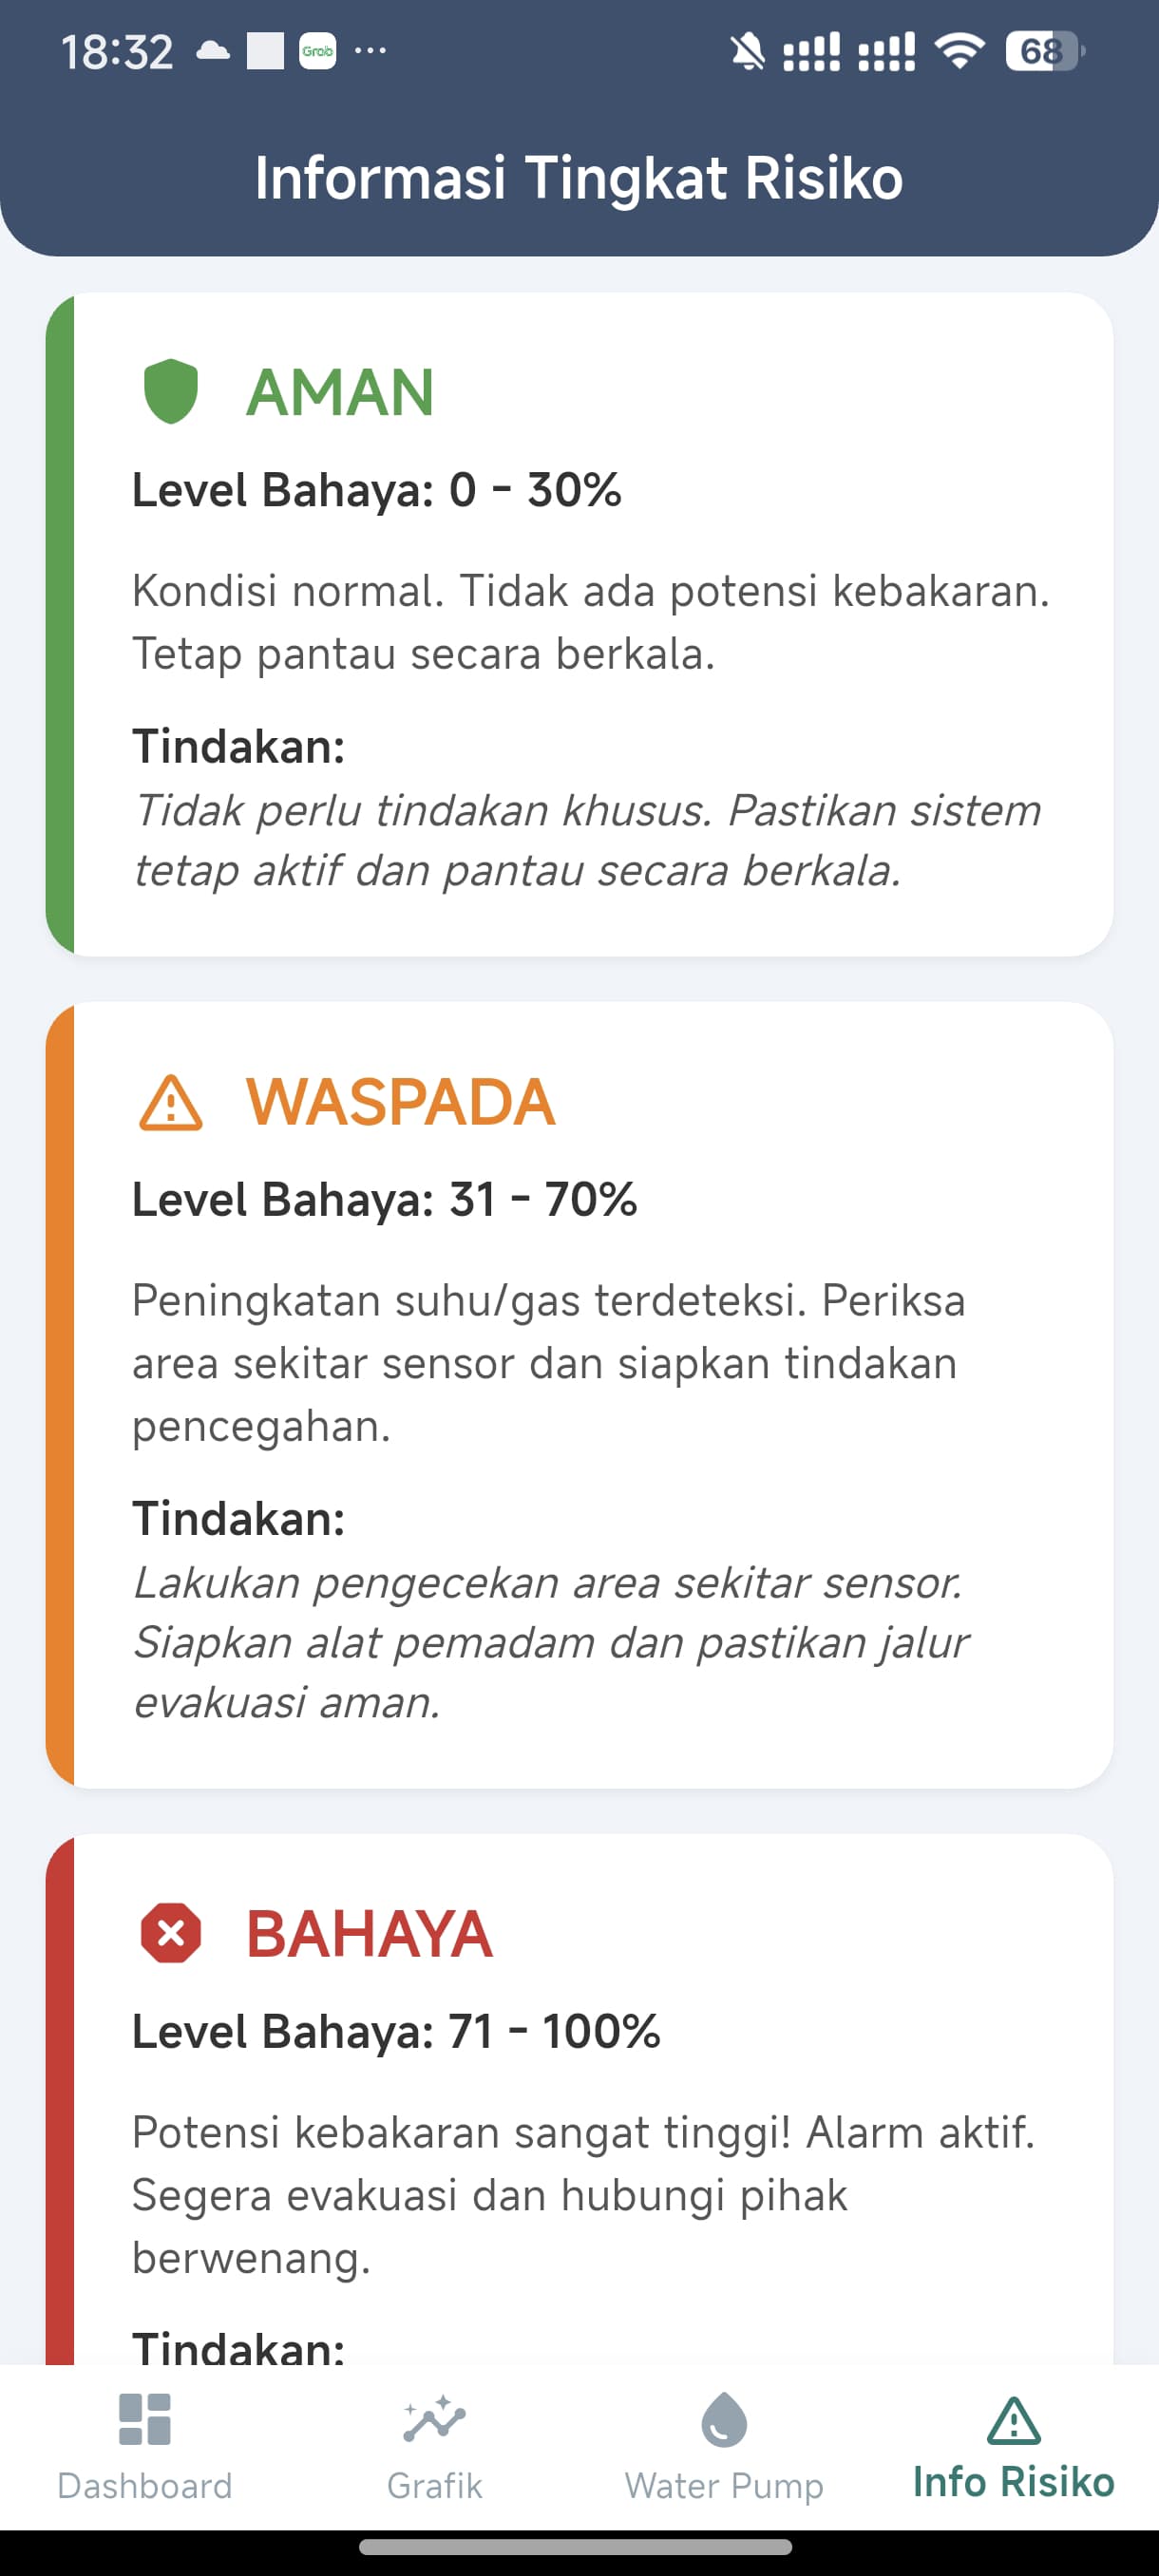 18:32
Grab
68
Informasi Tingkat Risiko
AMAN
Level Bahaya: 0 - 30%
Kondisi normal. Tidak ada potensi kebakaran.
Tetap pantau secara berkala.
Tindakan:
Tidak perlu tindakan khusus. Pastikan sistem
tetap aktif dan pantau secara berkala.
WASPADA
Level Bahaya: 31 - 70%
Peningkatan suhu/gas terdeteksi. Periksa
area sekitar sensor dan siapkan tindakan
pencegahan.
Tindakan:
Lakukan pengecekan area sekitar sensor.
Siapkan alat pemadam dan pastikan jalur
evakuasi aman.
BAHAYA
Level Bahaya: 71 - 100%
Potensi kebakaran sangat tinggi! Alarm aktif.
Segera evakuasi dan hubungi pihak
berwenang.
Tindakan:
Dashboard
Grafik
Water Pump
Info Risiko